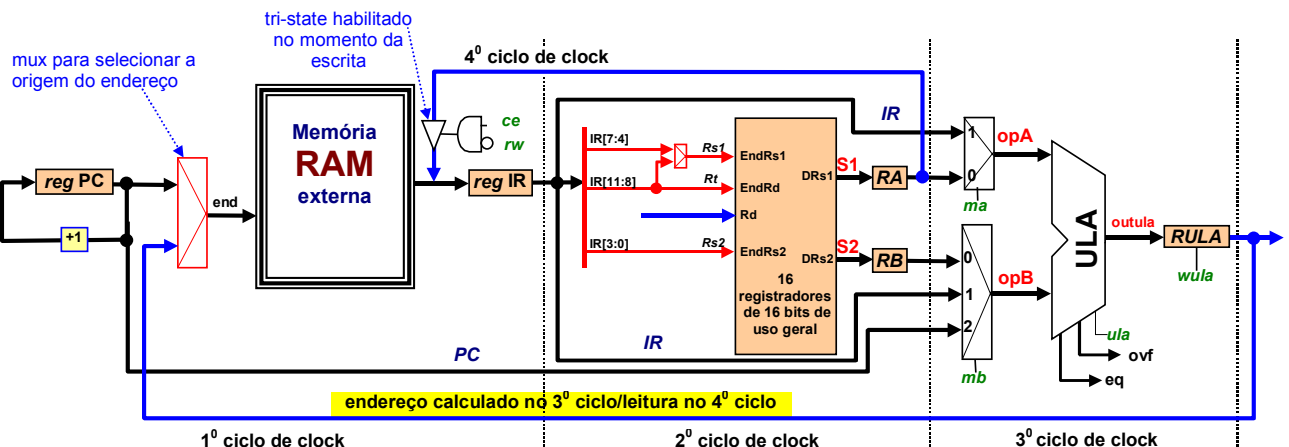 tri-state habilitado
no momento da
escrita
mux para selecionar a
origem do endereço
4⁰ ciclo de clock
ce
rw
Memória
RAM
externa
reg PC
+1
end
reg IR
IR[7:4]
IR[11:8]
IR[3:0]
Rs1
Rt
Rs2
EndRs1
EndRd
Rd
EndRs2
DRs1
DRs2
16
registradores
de 16 bits de
uso geral
S1
S2
RA
RB
IR
1
0
ma
opA
0
1
2
mb
opB
ULA
outula
RULA
wula
ula
ovf
eq
PC
IR
endereço calculado no 3⁰ ciclo/leitura no 4⁰ ciclo
1⁰ ciclo de clock
2⁰ ciclo de clock
3⁰ ciclo de clock